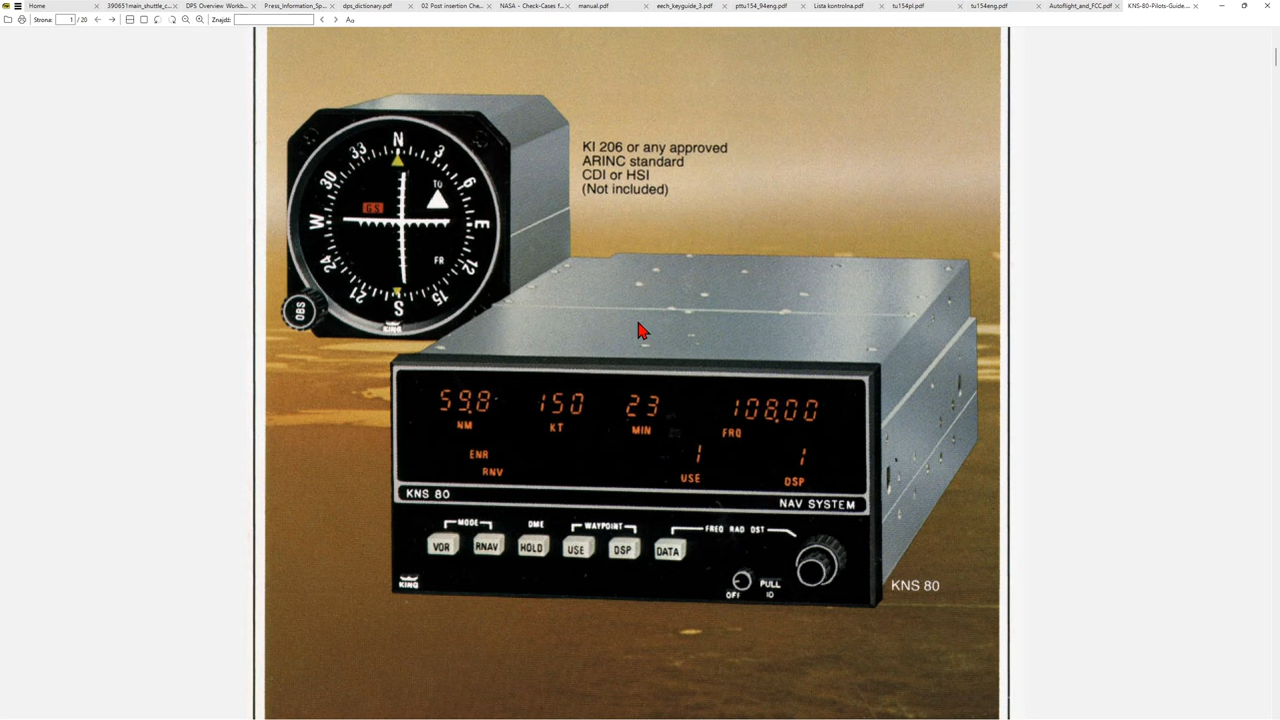 Home
390651main_shuttle_c...
DPS Overview Workb...
Press_Information_Sp...
dps_dictionary.pdf
02 Post insertion Che...
NASA - Check-Cases f...
manual.pdf
eech_keyguide_3.pdf
pttu154_94eng.pdf
Lista kontrolna.pdf
tu154pl.pdf
tu154eng.pdf
Autoflight_and_FCC.pdf
KNS-80-Pilots-Guide....
Strona: 1 / 20
Znajdź:
KI 206 or any approved
ARINC standard
CDI or HSI
(Not included)
N 3 6 E 12 15 S 21 24 W 30 33
TO
GS
FR
OBS
KING
59.8 150 23 108.00
NM KT MIN FRQ
ENR 1 1
RNV USE DSP
KNS 80 NAV SYSTEM
MODE DME WAYPOINT FREQ RAD DST
VOR RNAV HOLD USE DSP DATA
KING
OFF PULL ID
KNS 80